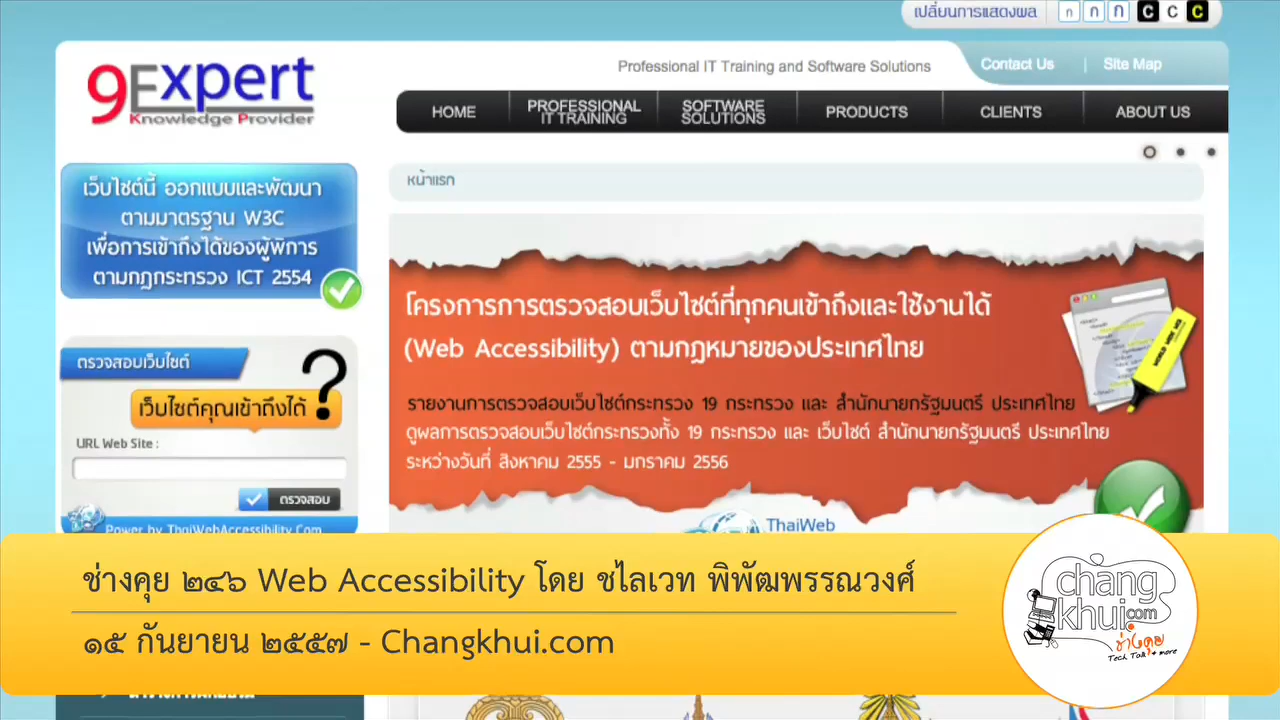 เปลี่ยนการแสดงผล ก ก ก C C C
9Expert
Knowledge Provider
Professional IT Training and Software Solutions
Contact Us | Site Map
HOME
PROFESSIONAL
IT TRAINING
SOFTWARE
SOLUTIONS
PRODUCTS
CLIENTS
ABOUT US
เว็บไซต์นี้ ออกแบบและพัฒนา
ตามมาตรฐาน W3C
เพื่อการเข้าถึงได้ของผู้พิการ
ตามกฎกระทรวง ICT 2554
หน้าแรก
โครงการการตรวจสอบเว็บไซต์ที่ทุกคนเข้าถึงและใช้งานได้
(Web Accessibility) ตามกฎหมายของประเทศไทย
รายงานการตรวจสอบเว็บไซต์กระทรวง 19 กระทรวง และ สำนักนายกรัฐมนตรี ประเทศไทย
ดูผลการตรวจสอบเว็บไซต์กระทรวงทั้ง 19 กระทรวง และ เว็บไซต์ สำนักนายกรัฐมนตรี ประเทศไทย
ระหว่างวันที่ สิงหาคม 2555 - มกราคม 2556
WORLD WIDE WEB
ThaiWeb
ตรวจสอบเว็บไซต์
เว็บไซต์คุณเข้าถึงได้ ?
URL Web Site :
ตรวจสอบ
Power by ThaiWebAccessibility.Com
ช่างคุย ๒๔๖ Web Accessibility โดย ชไลเวท พิพัฒพรรณวงศ์
๑๕ กันยายน ๒๕๕๗ - Changkhui.com
chang
khui.com
ช่างคุย
Tech Talk + more